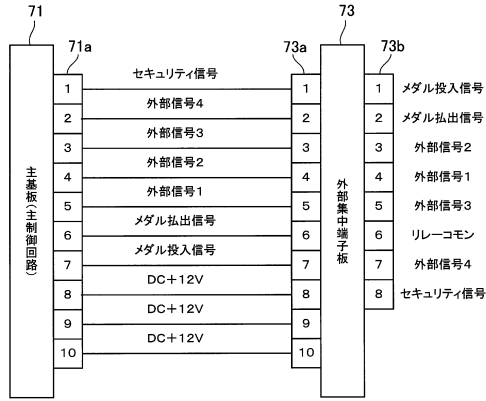 71
71a
73a
73
73b
主基板(主制御回路)
外部集中端子板
1 セキュリティ信号 1
2 外部信号4 2
3 外部信号3 3
4 外部信号2 4
5 外部信号1 5
6 メダル払出信号 6
7 メダル投入信号 7
8 DC+12V 8
9 DC+12V 9
10 DC+12V 10
1 メダル投入信号
2 メダル払出信号
3 外部信号2
4 外部信号1
5 外部信号3
6 リレーコモン
7 外部信号4
8 セキュリティ信号